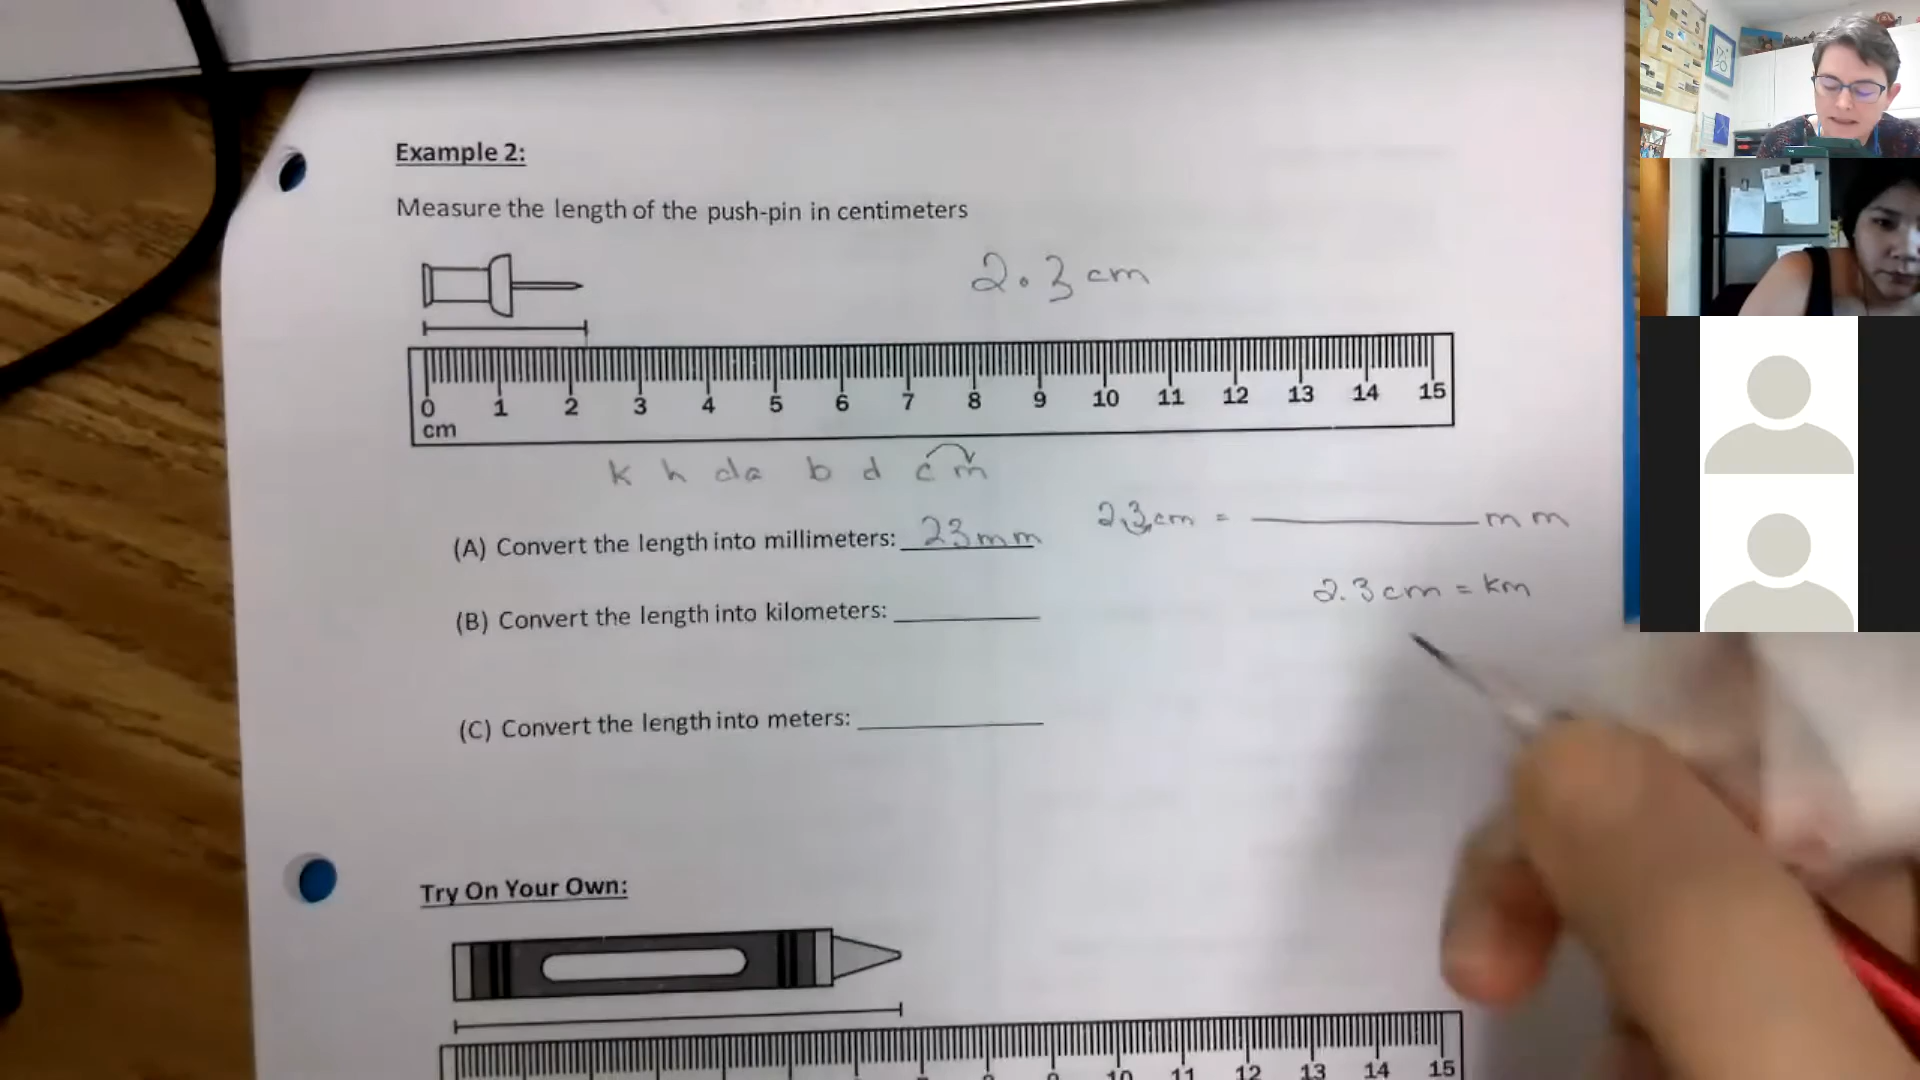 Example 2:
Measure the length of the push-pin in centimeters
2.3 cm
0 1 2 3 4 5 6 7 8 9 10 11 12 13 14 15
cm
k h da b d c m
(A) Convert the length into millimeters: 23mm
2.3 cm = mm
2.3 cm = km
(B) Convert the length into kilometers:
(C) Convert the length into meters:
Try On Your Own:
10 11 12 13 14 15